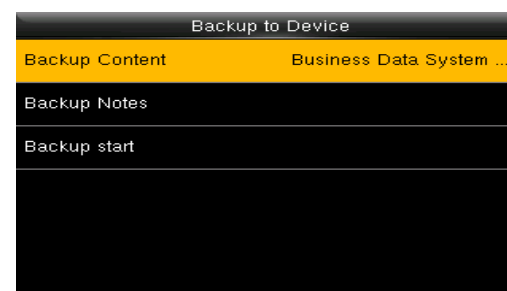 Backup to Device
Backup Content Business Data System ...
Backup Notes
Backup start